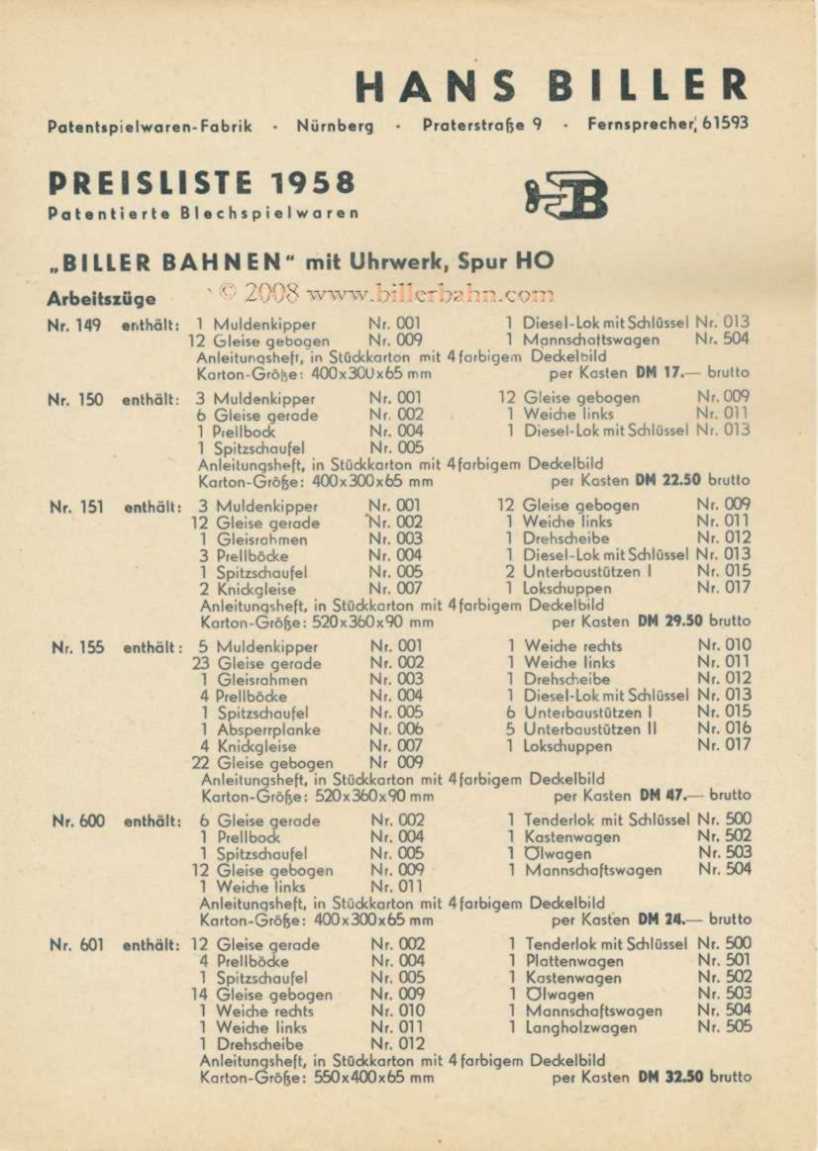 HANS BILLER
Patentspielwaren-Fabrik · Nürnberg · Praterstraße 9 · Fernsprecher, 61593
PREISLISTE 1958
B
Patentierte Blechspielwaren
„BILLER BAHNEN" mit Uhrwerk, Spur HO
Arbeitszüge © 2008 www.billerbahn.com
Nr. 149 enthält: 1 Muldenkipper Nr. 001 1 Diesel-Lok mit Schlüssel Nr. 013
12 Gleise gebogen Nr. 009 1 Mannschaftswagen Nr. 504
Anleitungsheft, in Stückkarton mit 4farbigem Deckelbild
Karton-Größe: 400x300x65 mm per Kasten DM 17.— brutto
Nr. 150 enthält: 3 Muldenkipper Nr. 001 12 Gleise gebogen Nr. 009
6 Gleise gerade Nr. 002 1 Weiche links Nr. 011
1 Prellbock Nr. 004 1 Diesel-Lok mit Schlüssel Nr. 013
1 Spitzschaufel Nr. 005
Anleitungsheft, in Stückkarton mit 4farbigem Deckelbild
Karton-Größe: 400x300x65 mm per Kasten DM 22.50 brutto
Nr. 151 enthält: 3 Muldenkipper Nr. 001 12 Gleise gebogen Nr. 009
12 Gleise gerade Nr. 002 1 Weiche links Nr. 011
1 Gleisrahmen Nr. 003 1 Drehscheibe Nr. 012
3 Prellböcke Nr. 004 1 Diesel-Lok mit Schlüssel Nr. 013
1 Spitzschaufel Nr. 005 2 Unterbaustützen I Nr. 015
2 Knickgleise Nr. 007 1 Lokschuppen Nr. 017
Anleitungsheft, in Stückkarton mit 4farbigem Deckelbild
Karton-Größe: 520x360x90 mm per Kasten DM 29.50 brutto
Nr. 155 enthält: 5 Muldenkipper Nr. 001 1 Weiche rechts Nr. 010
23 Gleise gerade Nr. 002 1 Weiche links Nr. 011
1 Gleisrahmen Nr. 003 1 Drehscheibe Nr. 012
4 Prellböcke Nr. 004 1 Diesel-Lok mit Schlüssel Nr. 013
1 Spitzschaufel Nr. 005 6 Unterbaustützen I Nr. 015
1 Absperrplanke Nr. 006 5 Unterbaustützen II Nr. 016
4 Knickgleise Nr. 007 1 Lokschuppen Nr. 017
22 Gleise gebogen Nr 009
Anleitungsheft, in Stückkarton mit 4farbigem Deckelbild
Karton-Größe: 520x360x90 mm per Kasten DM 47.— brutto
Nr. 600 enthält: 6 Gleise gerade Nr. 002 1 Tenderlok mit Schlüssel Nr. 500
1 Prellbock Nr. 004 1 Kastenwagen Nr. 502
1 Spitzschaufel Nr. 005 1 Ölwagen Nr. 503
12 Gleise gebogen Nr. 009 1 Mannschaftswagen Nr. 504
1 Weiche links Nr. 011
Anleitungsheft, in Stückkarton mit 4farbigem Deckelbild
Karton-Größe: 400x300x65 mm per Kasten DM 24.— brutto
Nr. 601 enthält: 12 Gleise gerade Nr. 002 1 Tenderlok mit Schlüssel Nr. 500
4 Prellböcke Nr. 004 1 Plattenwagen Nr. 501
1 Spitzschaufel Nr. 005 1 Kastenwagen Nr. 502
14 Gleise gebogen Nr. 009 1 Ölwagen Nr. 503
1 Weiche rechts Nr. 010 1 Mannschaftswagen Nr. 504
1 Weiche links Nr. 011 1 Langholzwagen Nr. 505
1 Drehscheibe Nr. 012
Anleitungsheft, in Stückkarton mit 4farbigem Deckelbild
Karton-Größe: 550x400x65 mm per Kasten DM 32.50 brutto